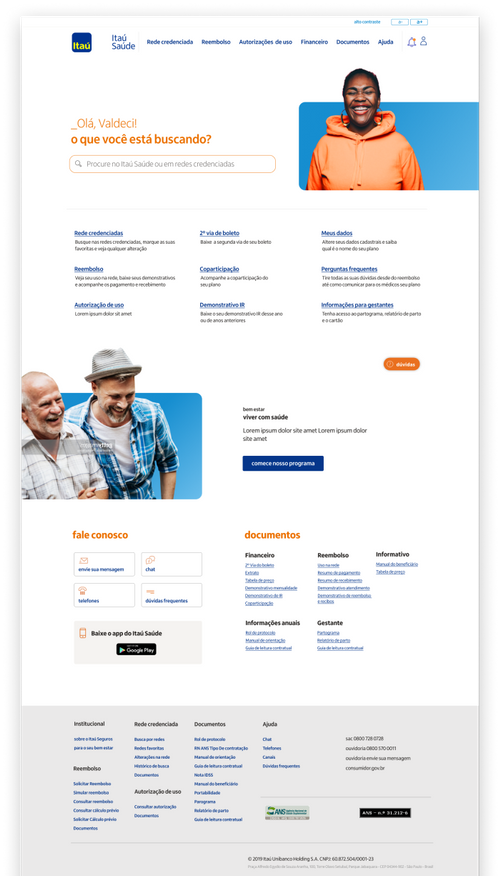 alto contraste
a-
a+
Itaú
Itaú
Saúde
Rede credenciada
Reembolso
Autorizações de uso
Financeiro
Documentos
Ajuda
_Olá, Valdeci!
o que você está buscando?
Procure no Itaú Saúde ou em redes credenciadas
Rede credenciadas
Busque nas redes credenciadas, marque as suas
favoritas e veja qualquer alteração
2ª via de boleto
Baixe a segunda via de seu boleto
Meus dados
Altere seus dados cadastrais e saiba
qual é o nome do seu plano
Reembolso
Veja seu uso na rede, baixe seus demonstrativos
e acompanhe os pagamento e recebimento
Coparticipação
Acompanhe a coparticipação do
seu plano
Perguntas frequentes
Tire todas as suas dúvidas desde do reembolso
até como comunicar para os médicos seu plano
Autorização de uso
Lorem ipsum dolor sit amet
Demonstrativo IR
Baixe o seu demonstrativo IR desse ano
ou de anos anteriores
Informações para gestantes
Tenha acesso ao partograma, relatório de parto
e o cartão
dúvidas
bem estar
viver com saúde
Lorem ipsum dolor site amet Lorem ipsum dolor
site amet
comece nosso programa
fale conosco
envie sua mensagem
chat
telefones
dúvidas frequentes
Baixe o app do Itaú Saúde
Google Play
documentos
Financeiro
2ª Via do boleto
Extrato
Tabela de preço
Demonstrativo mensalidade
Demonstrativo do IR
Coparticipação
Reembolso
Uso na rede
Resumo do pagamento
Resumo de recebimento
Demonstrativo atendimento
Demonstrativo de reembolso
e recibos
Informativo
Manual do beneficiário
Tabela de preço
Informações anuais
Rol de protocolo
Manual de orientação
Guia de leitura contratual
Gestante
Partograma
Relatório de parto
Guia de leitura contratual
Institucional
sobre o Itaú Seguros
para o seu bem estar
Reembolso
Solicitar Reembolso
Simular reembolso
Consultar reembolso
Consultar cálculo prévio
Solicitar Cálculo prévio
Documentos
Rede credenciada
Busca por redes
Redes favoritas
Alterações na rede
Histórico de busca
Documentos
Autorização de uso
Consultar autorização
Documentos
Documentos
Rol de protocolo
RN ANS Tipo De contratação
Manual de orientação
Guia de leitura contratual
Nota IDSS
Manual do beneficiário
Portabilidade
Parograma
Relatório de parto
Guia de leitura contratual
Ajuda
Chat
Telefones
Canais
Dúvidas frequentes
sac 0800 728 0728
ouvidoria 0800 570 0011
ouvidoria envie sua mensagem
consumidor.gov.br
ANS
ANS - n.º 31.213-6
© 2019 Itaú Unibanco Holding S.A. CNPJ: 60.872.504/0001-23